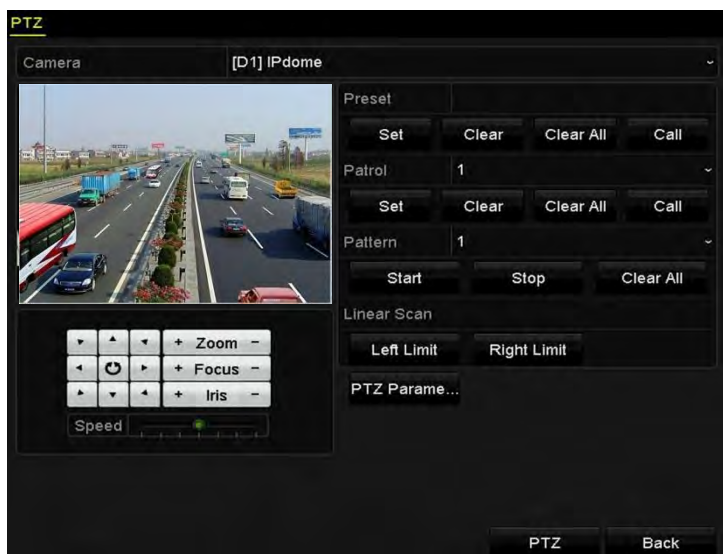 PTZ
Camera [D1] IPdome
Preset
Set Clear Clear All Call
Patrol 1
Set Clear Clear All Call
Pattern 1
Start Stop Clear All
Linear Scan
Left Limit Right Limit
PTZ Parame...
+ Zoom -
+ Focus -
+ Iris -
Speed
PTZ Back